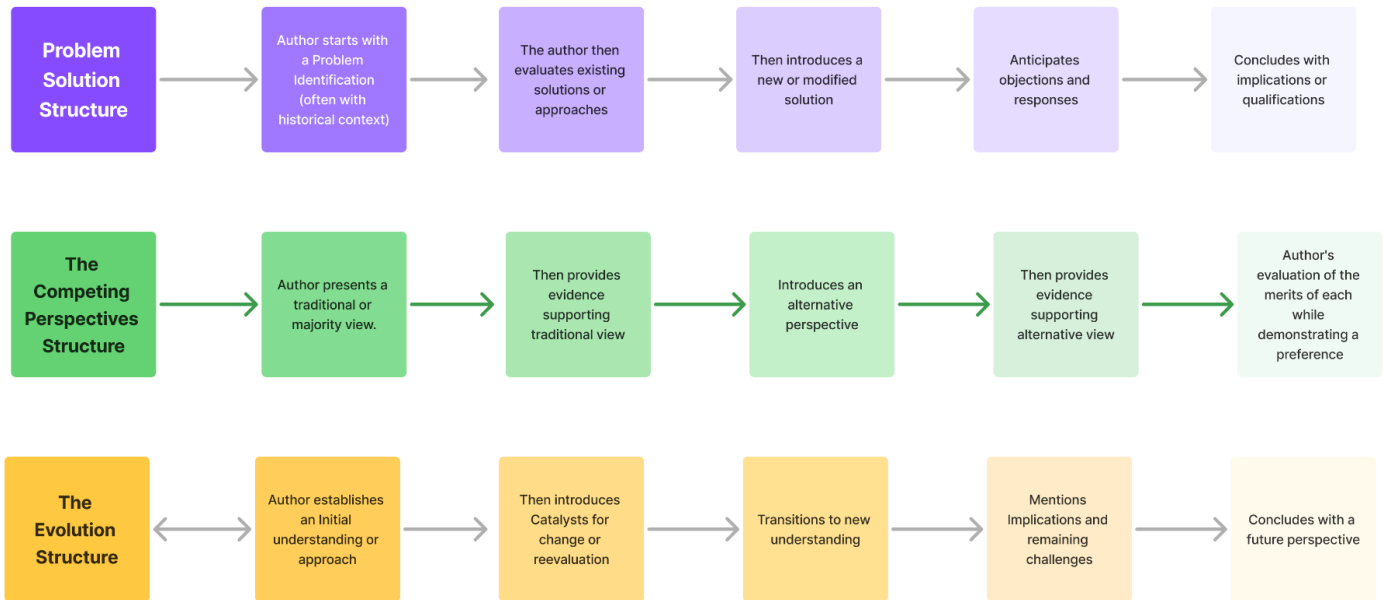 Problem
Solution
Structure
Author starts with
a Problem
Identification
(often with
historical context)
The author then
evaluates existing
solutions or
approaches
Then introduces a
new or modified
solution
Anticipates
objections and
responses
Concludes with
implications or
qualifications
The
Competing
Perspectives
Structure
Author presents a
traditional or
majority view.
Then provides
evidence
supporting
traditional view
Introduces an
alternative
perspective
Then provides
evidence
supporting
alternative view
Author's
evaluation of the
merits of each
while
demonstrating a
preference
The
Evolution
Structure
Author establishes
an Initial
understanding or
approach
Then introduces
Catalysts for
change or
reevaluation
Transitions to new
understanding
Mentions
Implications and
remaining
challenges
Concludes with a
future perspective